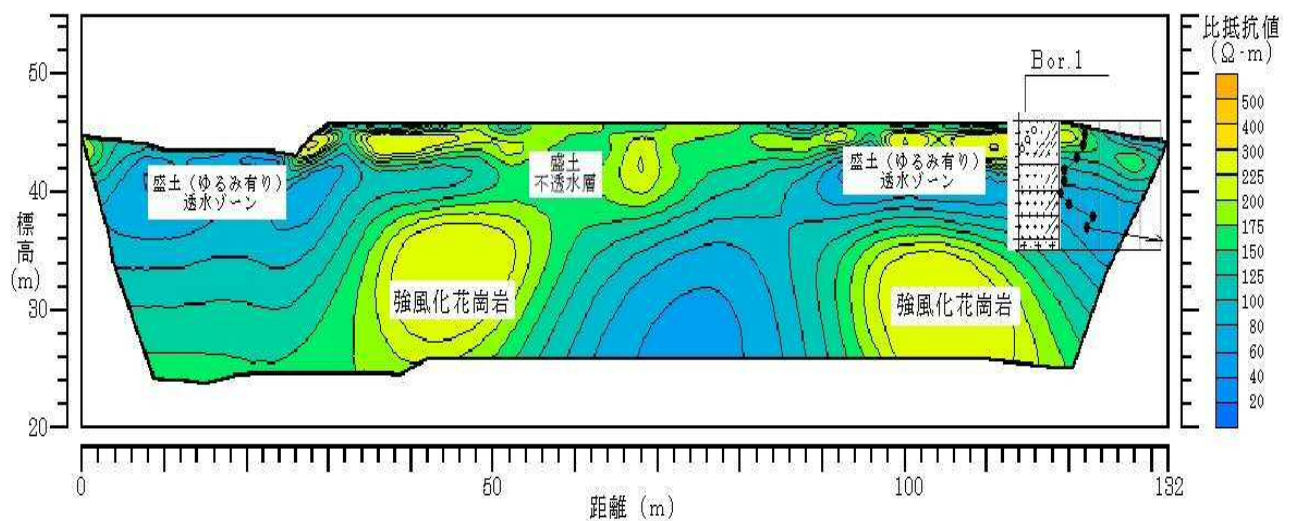 比抵抗値
(Ω-m)
Bor.1
50
40
30
20
標高
(m)
盛土(ゆるみ有り)
透水ゾーン
盛土
不透水層
盛土(ゆるみ有り)
透水ゾーン
強風化花崗岩
強風化花崗岩
500
400
300
225
200
175
150
125
100
80
60
40
20
0
50
100
132
距離 (m)